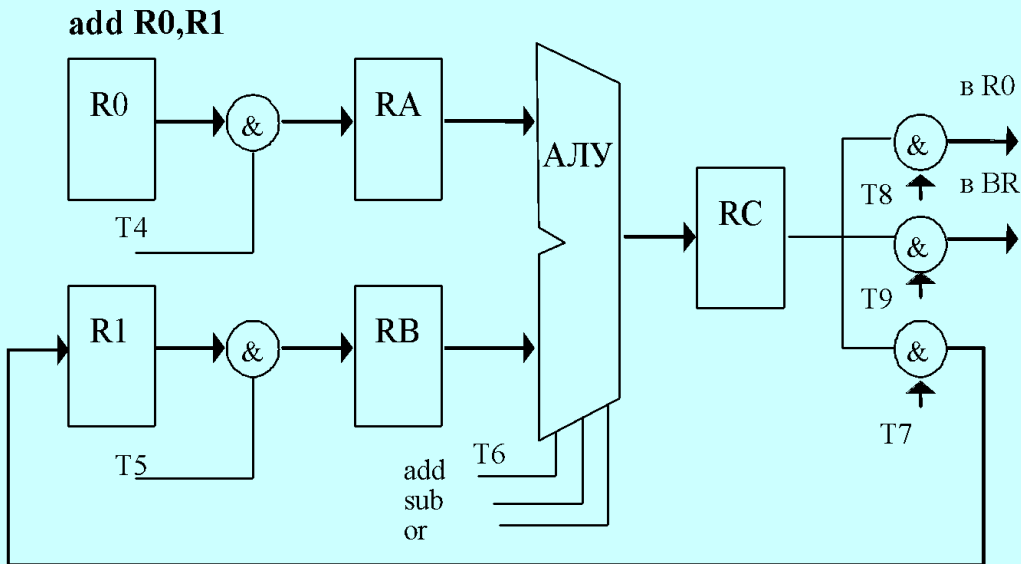 add R0,R1
R0
&
RA
T4
R1
&
RB
T5
АЛУ
T6
add
sub
or
RC
в R0
&
T8
в BR
&
T9
&
T7